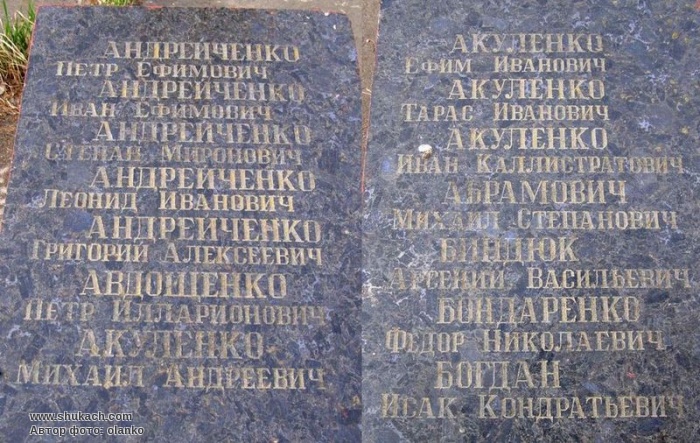 АНДРЕЙЧЕНКО
ПЕТР ЕФИМОВИЧ
АНДРЕЙЧЕНКО
ИВАН ЕФИМОВИЧ
АНДРЕЙЧЕНКО
СТЕПАН МИРОНОВИЧ
АНДРЕЙЧЕНКО
ЛЕОНИД ИВАНОВИЧ
АНДРЕЙЧЕНКО
ГРИГОРИЙ АЛЕКСЕЕВИЧ
АВДОШЕНКО
ПЕТР ИЛЛАРИОНОВИЧ
АКУЛЕНКО
МИХАИЛ АНДРЕЕВИЧ
АКУЛЕНКО
ЕФИМ ИВАНОВИЧ
АКУЛЕНКО
ТАРАС ИВАНОВИЧ
АКУЛЕНКО
ИВАН КАЛЛИСТРАТОВИЧ
АБРАМОВИЧ
МИХАИЛ СТЕПАНОВИЧ
БИНДЮК
АРСЕНИЙ ВАСИЛЬЕВИЧ
БОНДАРЕНКО
ФЕДОР НИКОЛАЕВИЧ
БОГДАН
ИСАК КОНДРАТЬЕВИЧ
www.shukach.com
Автор фото: olanko